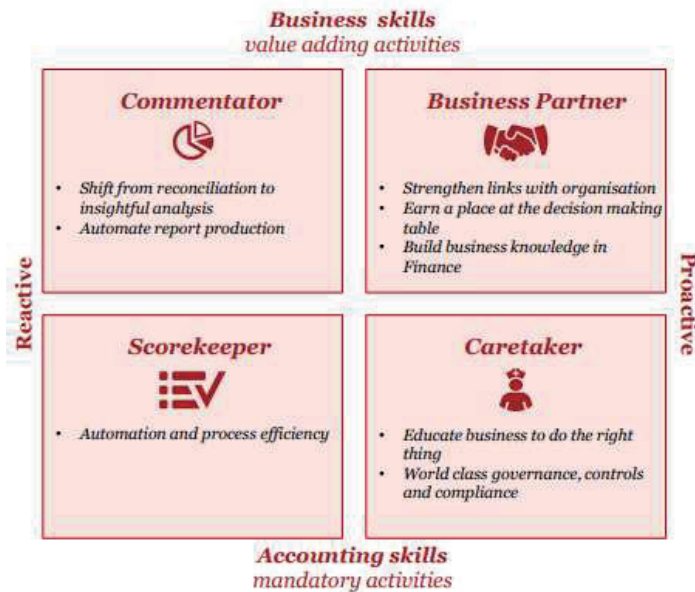 Business skills
value adding activities
Commentator
• Shift from reconciliation to
insightful analysis
• Automate report production
Business Partner
• Strengthen links with organisation
• Earn a place at the decision making
table
• Build business knowledge in
Finance
Reactive
Proactive
Scorekeeper
• Automation and process efficiency
Caretaker
• Educate business to do the right
thing
• World class governance, controls
and compliance
Accounting skills
mandatory activities